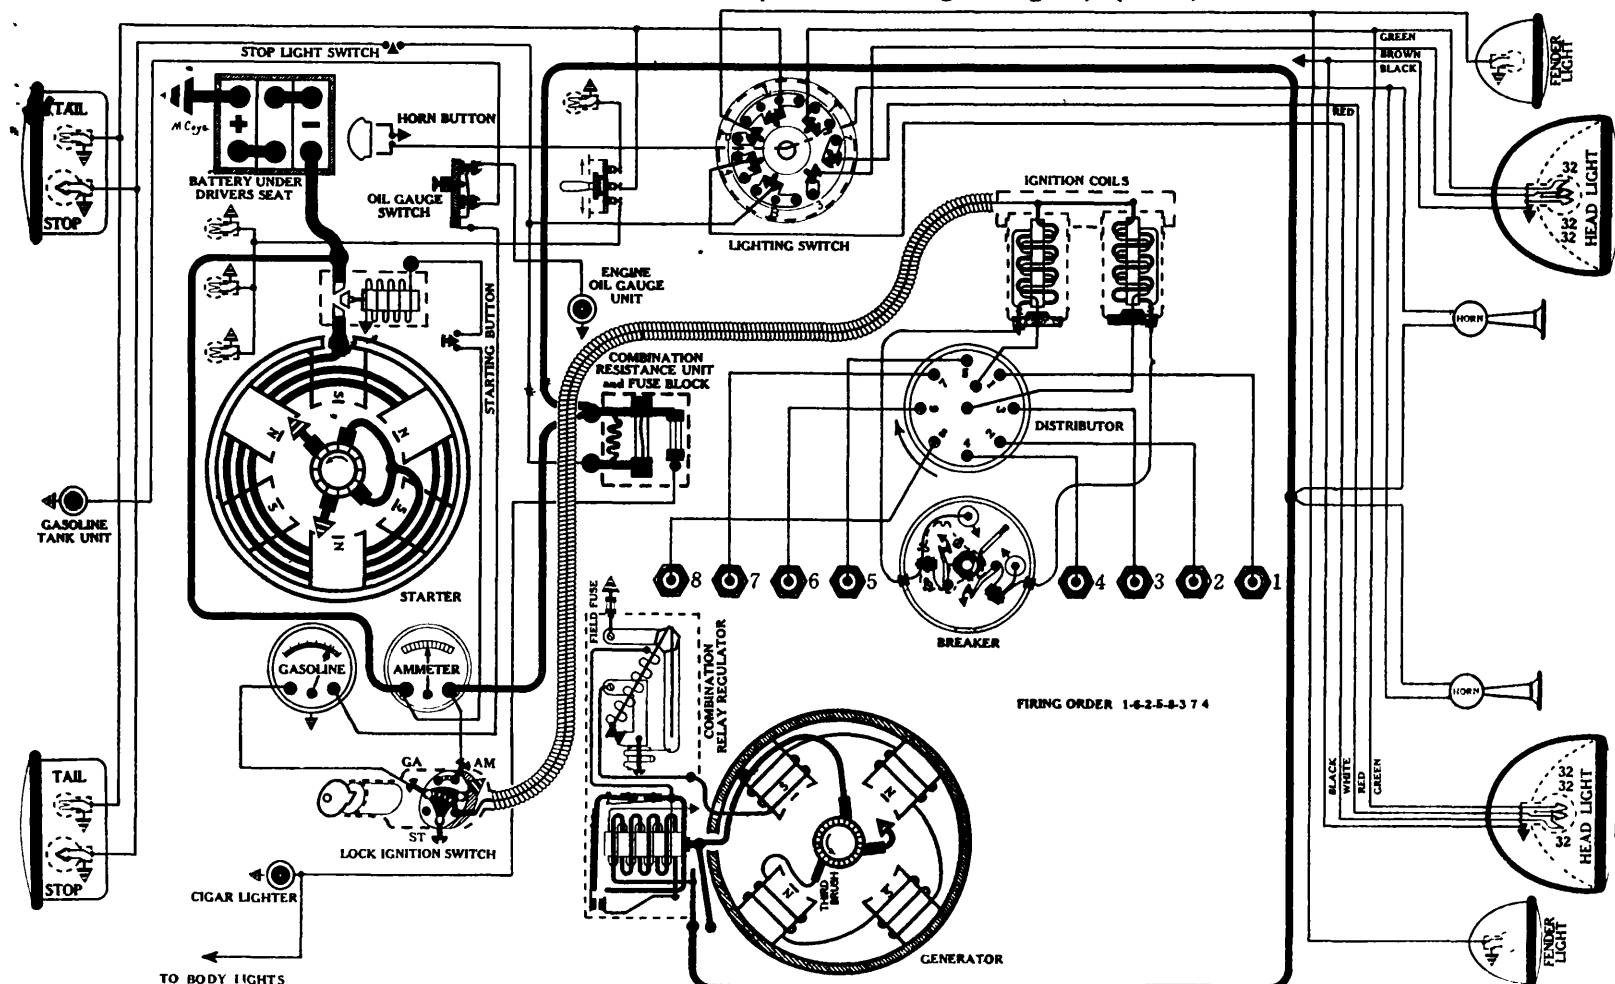 STOP LIGHT SWITCH
TAIL
STOP
+
−
BATTERY UNDER
DRIVERS SEAT
HORN BUTTON
OIL GAUGE
SWITCH
LIGHTING SWITCH
GREEN
BROWN
BLACK
RED
FENDER
LIGHT
32
32
32
HEAD LIGHT
IGNITION COILS
ENGINE
OIL GAUGE
UNIT
STARTING BUTTON
COMBINATION
RESISTANCE UNIT
and FUSE BLOCK
HORN
DISTRIBUTOR
GASOLINE
TANK UNIT
STARTER
8
7
6
5
4
3
2
1
BREAKER
FIELD FUSE
COMBINATION
RELAY REGULATOR
GASOLINE
AMMETER
FIRING ORDER 1-6-2-5-8-3 7 4
HORN
GA
AM
ST
LOCK IGNITION SWITCH
TAIL
STOP
BLACK
WHITE
RED
GREEN
32
32
32
HEAD LIGHT
CIGAR LIGHTER
THIRD
BRUSH
GENERATOR
FENDER
LIGHT
TO BODY LIGHTS